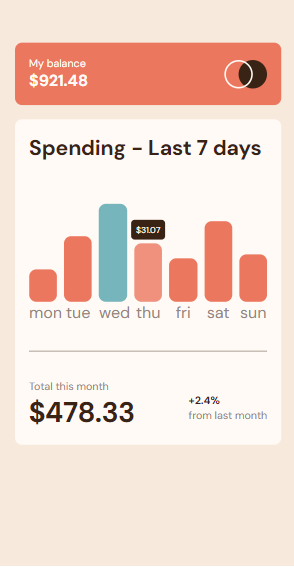 My balance
$921.48
Spending - Last 7 days
$31.07
mon tue wed thu fri sat sun
Total this month
$478.33
+2.4%
from last month